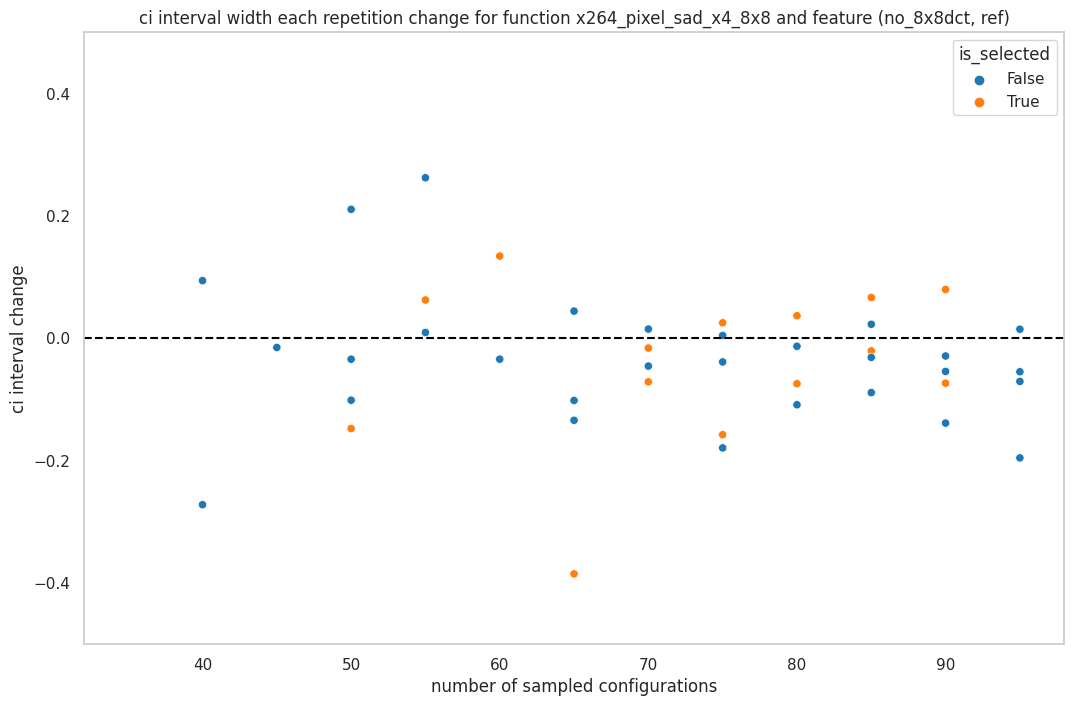 ci interval width each repetition change for function x264_pixel_sad_x4_8x8 and feature (no_8x8dct, ref)
is_selected
False
True
ci interval change
0.4
0.2
0.0
−0.2
−0.4
40 50 60 70 80 90
number of sampled configurations